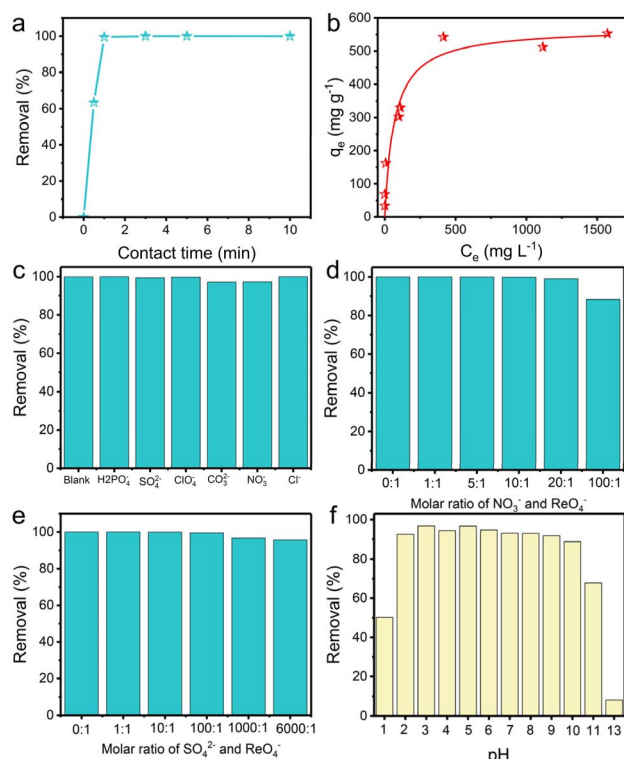 a
100
80
60
40
20
0
Removal (%)
0 2 4 6 8 10
Contact time (min)
b
600
550
500
450
400
350
300
250
200
150
100
50
0
qₑ (mg g⁻¹)
0 500 1000 1500
Cₑ (mg L⁻¹)
c
100
80
60
40
20
0
Removal (%)
Blank H2PO₄⁻ SO₄²⁻ ClO₄⁻ CO₃²⁻ NO₃⁻ Cl⁻
d
100
80
60
40
20
0
Removal (%)
0:1 1:1 5:1 10:1 20:1 100:1
Molar ratio of NO₃⁻ and ReO₄⁻
e
100
80
60
40
20
0
Removal (%)
0:1 1:1 10:1 100:1 1000:1 6000:1
Molar ratio of SO₄²⁻ and ReO₄⁻
f
100
80
60
40
20
0
Removal (%)
1 2 3 4 5 6 7 8 9 10 11 13
pH